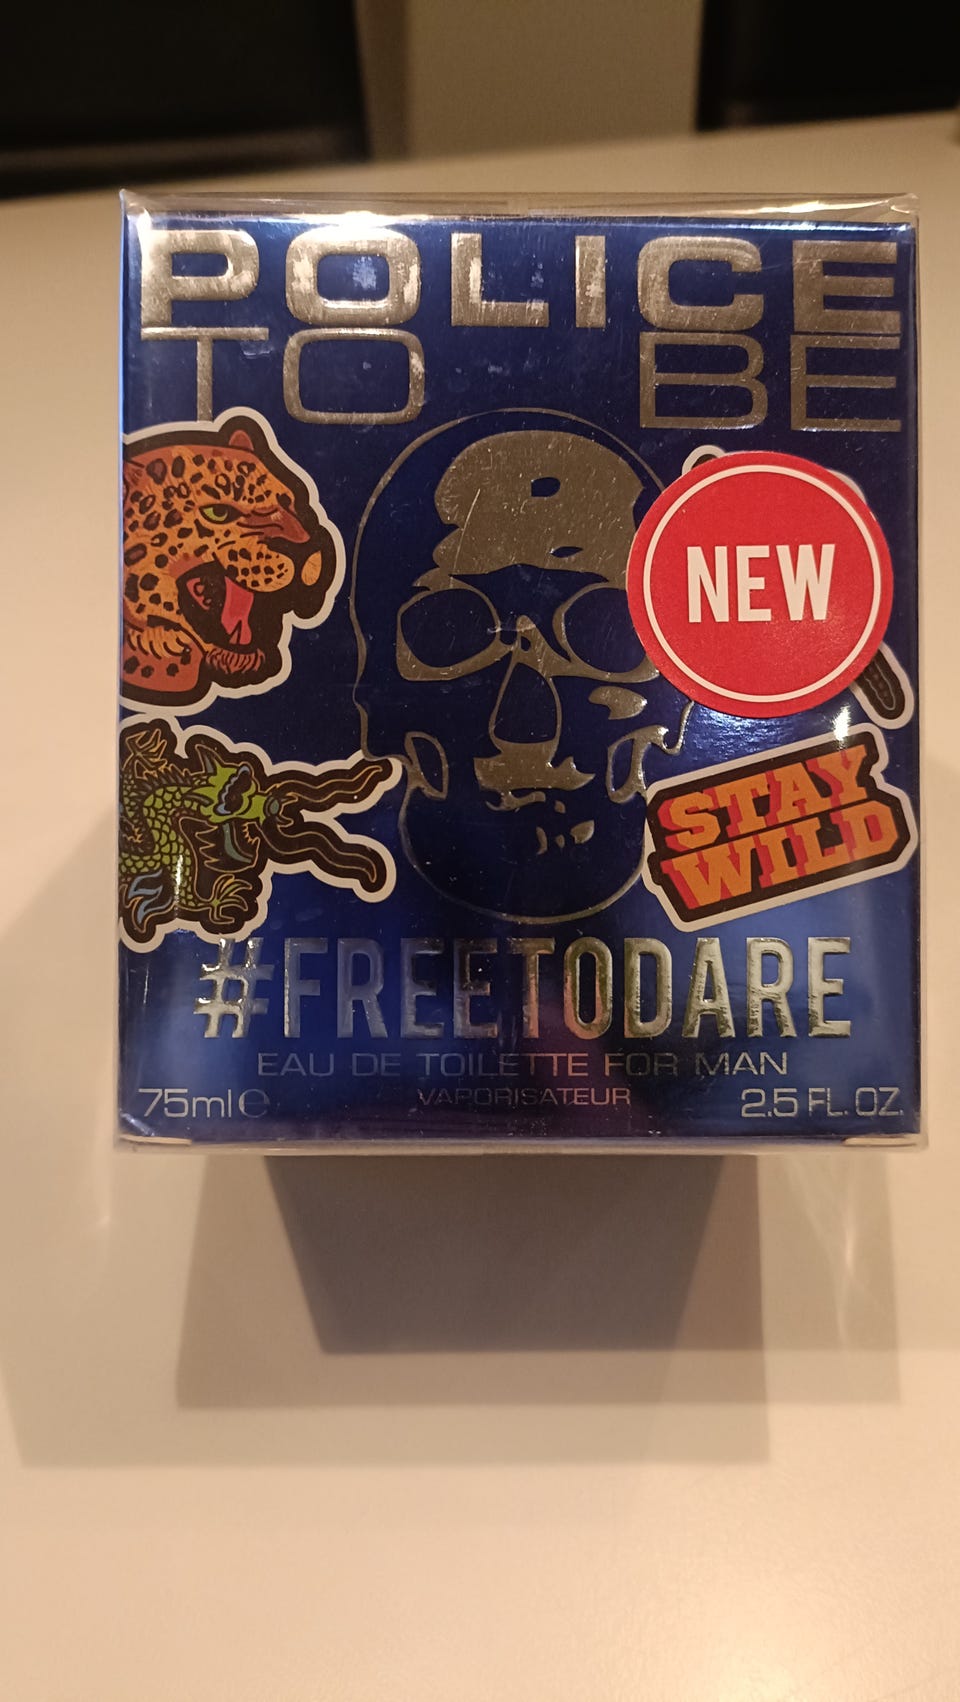 POLICE
TO BE
NEW
STAY
WILD
#FREETODARE
EAU DE TOILETTE FOR MAN
75ml ℮ VAPORISATEUR 2.5 FL. OZ.